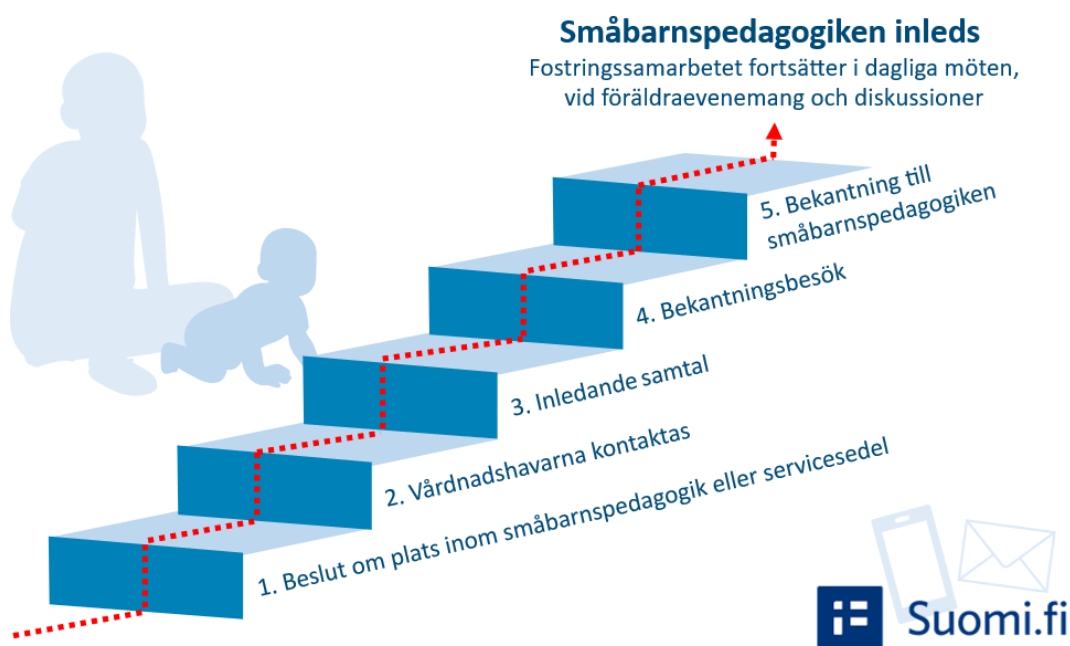 Småbarnspedagogiken inleds
Fostringssamarbetet fortsätter i dagliga möten,
vid föräldraevenemang och diskussioner
5. Bekantning till
småbarnspedagogiken
4. Bekantningsbesök
3. Inledande samtal
2. Vårdnadshavarna kontaktas
1. Beslut om plats inom småbarnspedagogik eller servicesedel
Suomi.fi